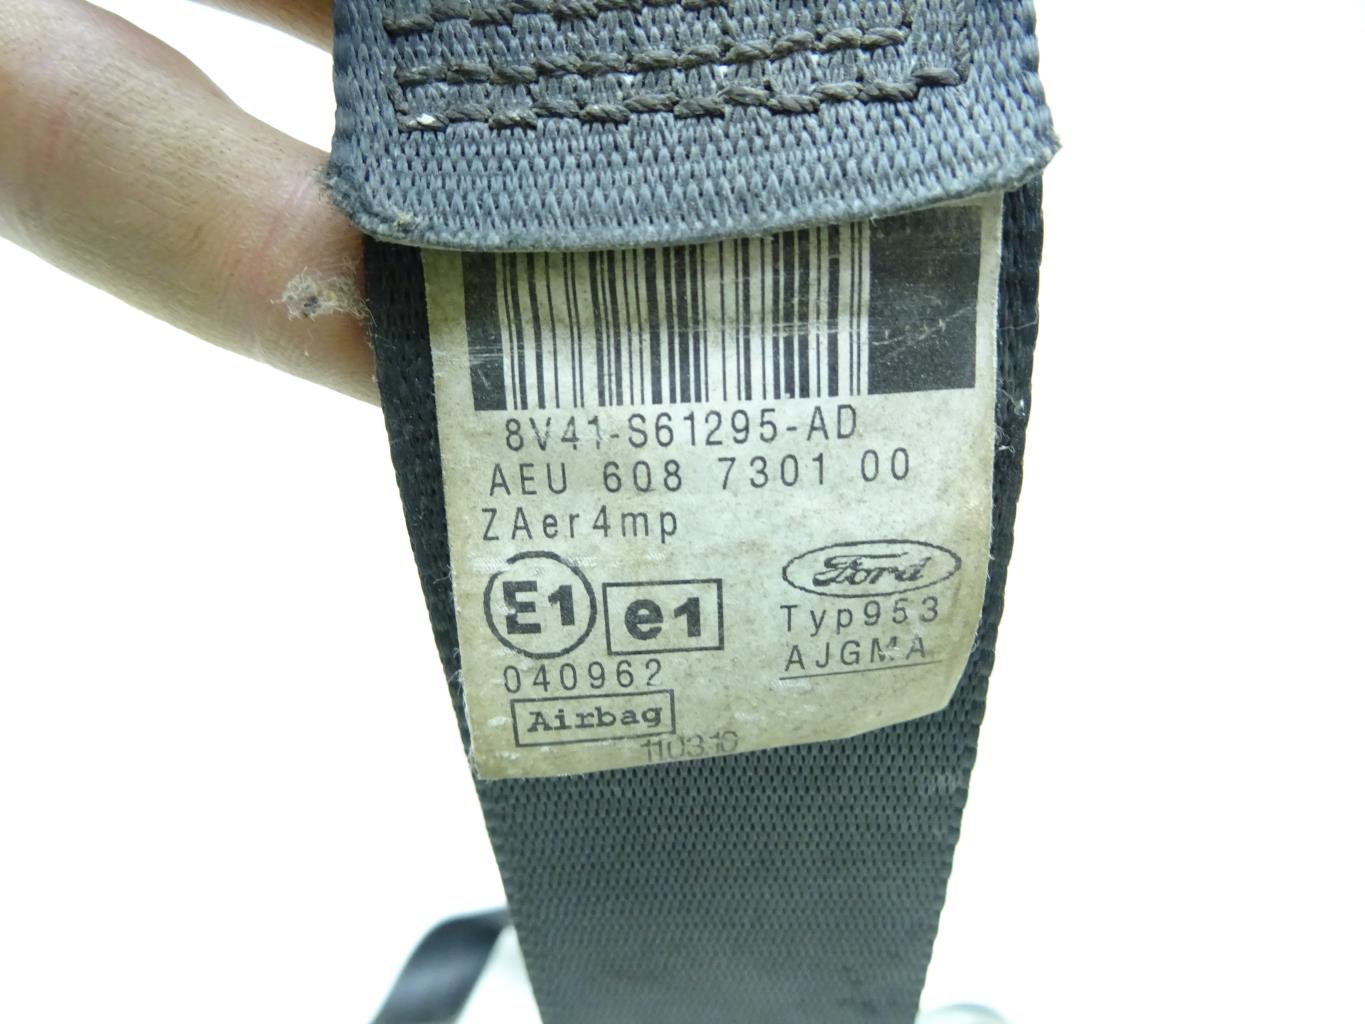 8V41-S61295-AD
AEU 608 7301 00
ZAer4mp
E1 e1
Ford
Typ953
AJGMA
040962
Airbag
110310